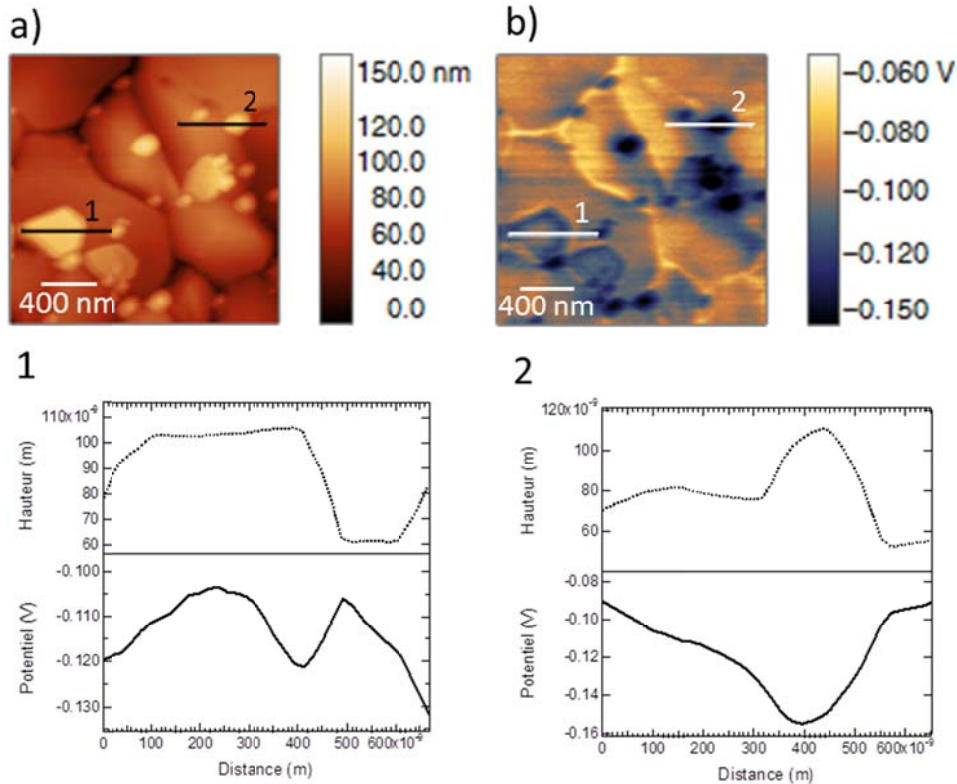 a)
b)
150.0 nm
120.0
100.0
80.0
60.0
40.0
0.0
1
2
400 nm
−0.060 V
−0.080
−0.100
−0.120
−0.150
1
2
400 nm
1
110x10⁻⁹
100
90
80
70
60
Hauteur (m)
-0.100
-0.110
-0.120
-0.130
Potentiel (V)
0
100
200
300
400
500
600x10⁻⁹
Distance (m)
2
120x10⁻⁹
100
80
60
Hauteur (m)
-0.08
-0.10
-0.12
-0.14
-0.16
Potentiel (V)
0
100
200
300
400
500
600x10⁻⁹
Distance (m)